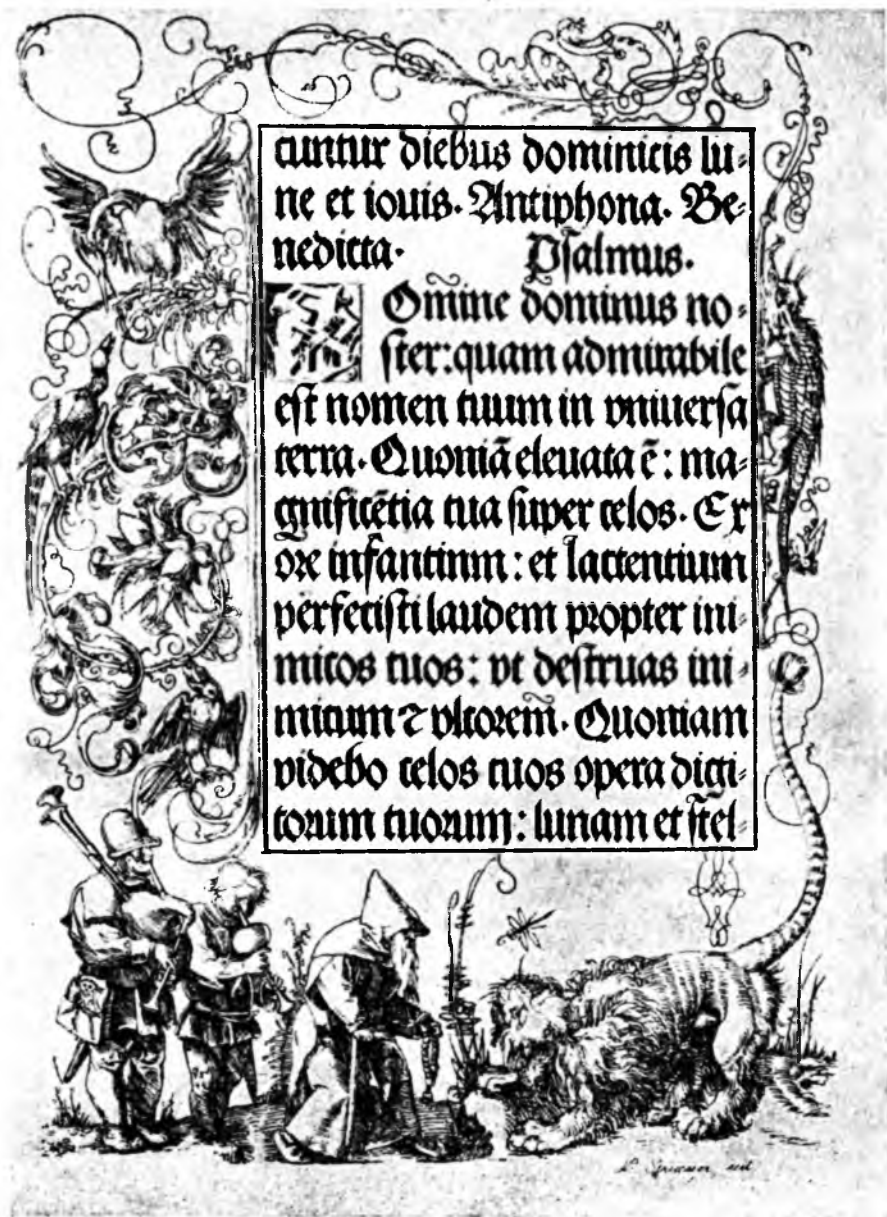 cuntur diebus dominicis lu-
ne et iouis. Antiphona. Be-
nedicta. Psalmus.
Omine dominus no-
ster: quam admirabile
est nomen tuum in vniuersa
terra. Quoniā eleuata ē: ma-
gnificētia tua super celos. Ex
ore infantium: et lactentium
perfecisti laudem propter ini-
micos tuos: vt destruas ini-
micum ⁊ vltorem. Quoniam
videbo celos tuos opera digi-
torum tuorum: lunam et stel-